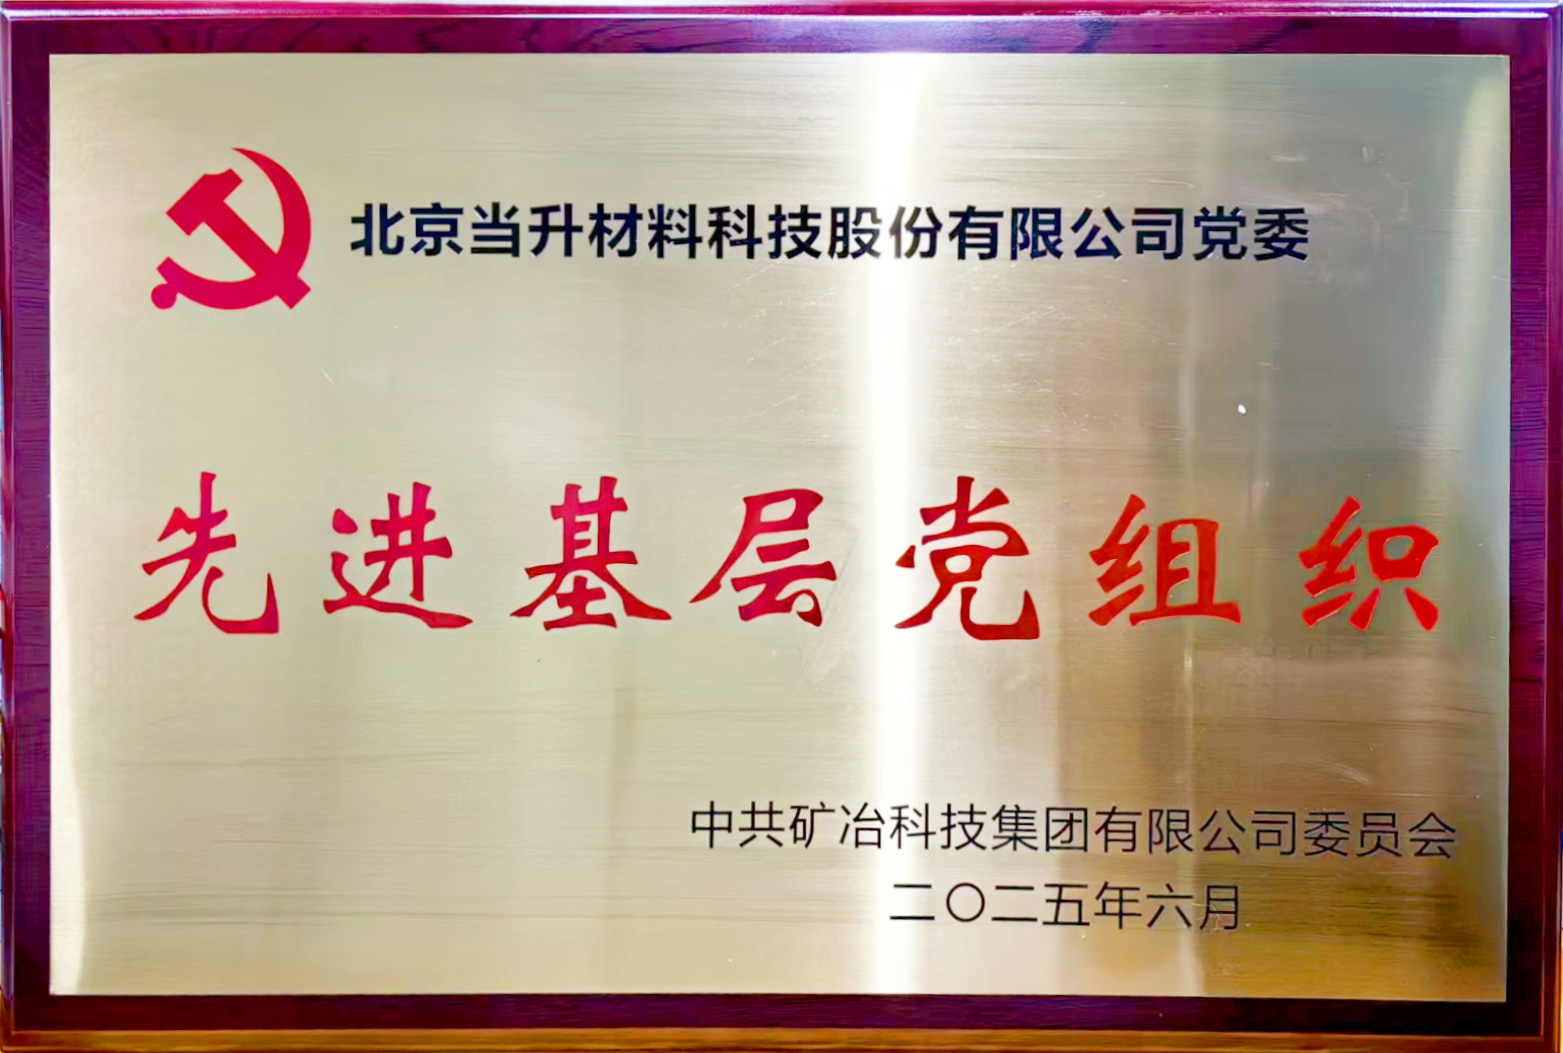 北京当升材料科技股份有限公司党委
先进基层党组织
中共矿冶科技集团有限公司委员会
二〇二五年六月